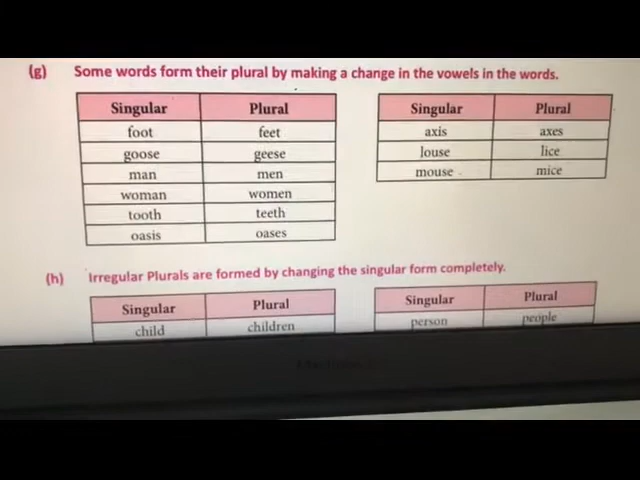 (g) Some words form their plural by making a change in the vowels in the words.
Singular Plural
foot feet
goose geese
man men
woman women
tooth teeth
oasis oases
Singular Plural
axis axes
louse lice
mouse mice
(h) Irregular Plurals are formed by changing the singular form completely.
Singular Plural
child children
Singular Plural
person people